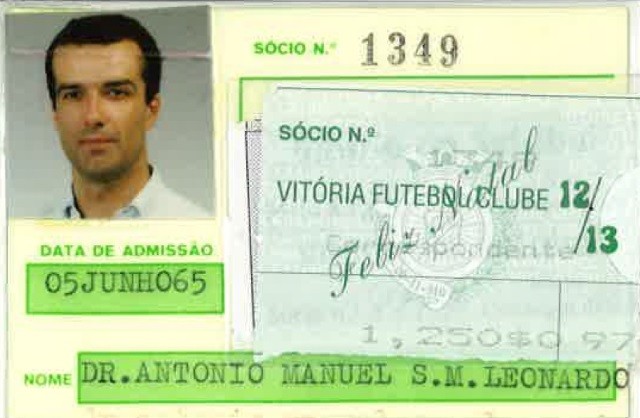 SÓCIO N.º 1349
SÓCIO N.º
VITÓRIA FUTEBOL CLUBE 12/13
Feliz Natal
Correspondente
1,250$0 97
DATA DE ADMISSÃO
05JUNHO65
NOME DR.ANTONIO MANUEL S.M.LEONARDO